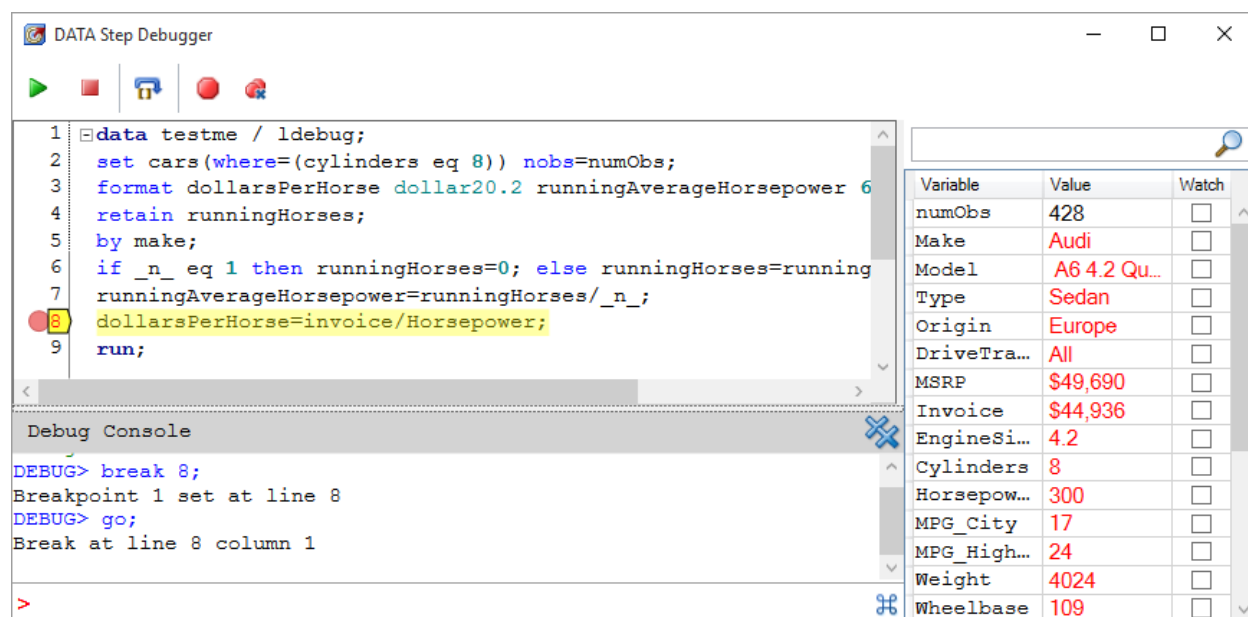 DATA Step Debugger
1 data testme / ldebug;
2 set cars(where=(cylinders eq 8)) nobs=numObs;
3 format dollarsPerHorse dollar20.2 runningAverageHorsepower 6
4 retain runningHorses;
5 by make;
6 if _n_ eq 1 then runningHorses=0; else runningHorses=running
7 runningAverageHorsepower=runningHorses/_n_;
8 dollarsPerHorse=invoice/Horsepower;
9 run;
Debug Console
DEBUG> break 8;
Breakpoint 1 set at line 8
DEBUG> go;
Break at line 8 column 1
>
Variable Value Watch
numObs 428
Make Audi
Model A6 4.2 Qu...
Type Sedan
Origin Europe
DriveTra... All
MSRP $49,690
Invoice $44,936
EngineSi... 4.2
Cylinders 8
Horsepow... 300
MPG_City 17
MPG_High... 24
Weight 4024
Wheelbase 109